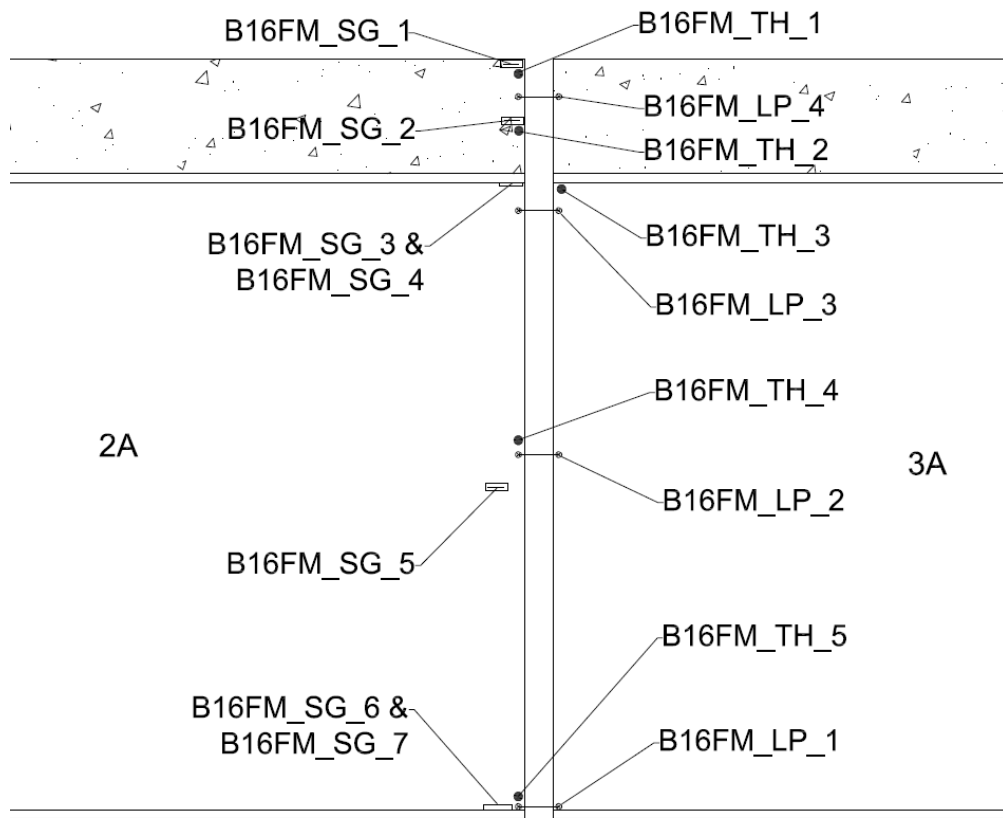 B16FM_SG_1
B16FM_TH_1
B16FM_LP_4
B16FM_SG_2
B16FM_TH_2
B16FM_SG_3 &
B16FM_SG_4
B16FM_TH_3
B16FM_LP_3
B16FM_TH_4
2A
3A
B16FM_LP_2
B16FM_SG_5
B16FM_TH_5
B16FM_SG_6 &
B16FM_SG_7
B16FM_LP_1